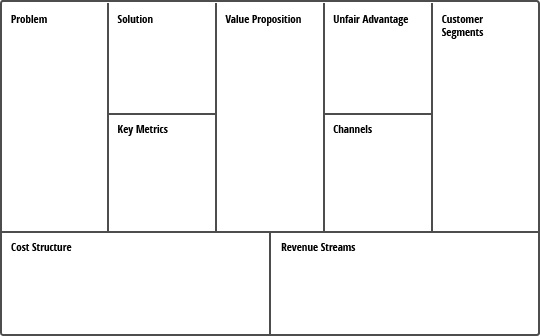 Problem
Solution
Value Proposition
Unfair Advantage
Customer
Segments
Key Metrics
Channels
Cost Structure
Revenue Streams